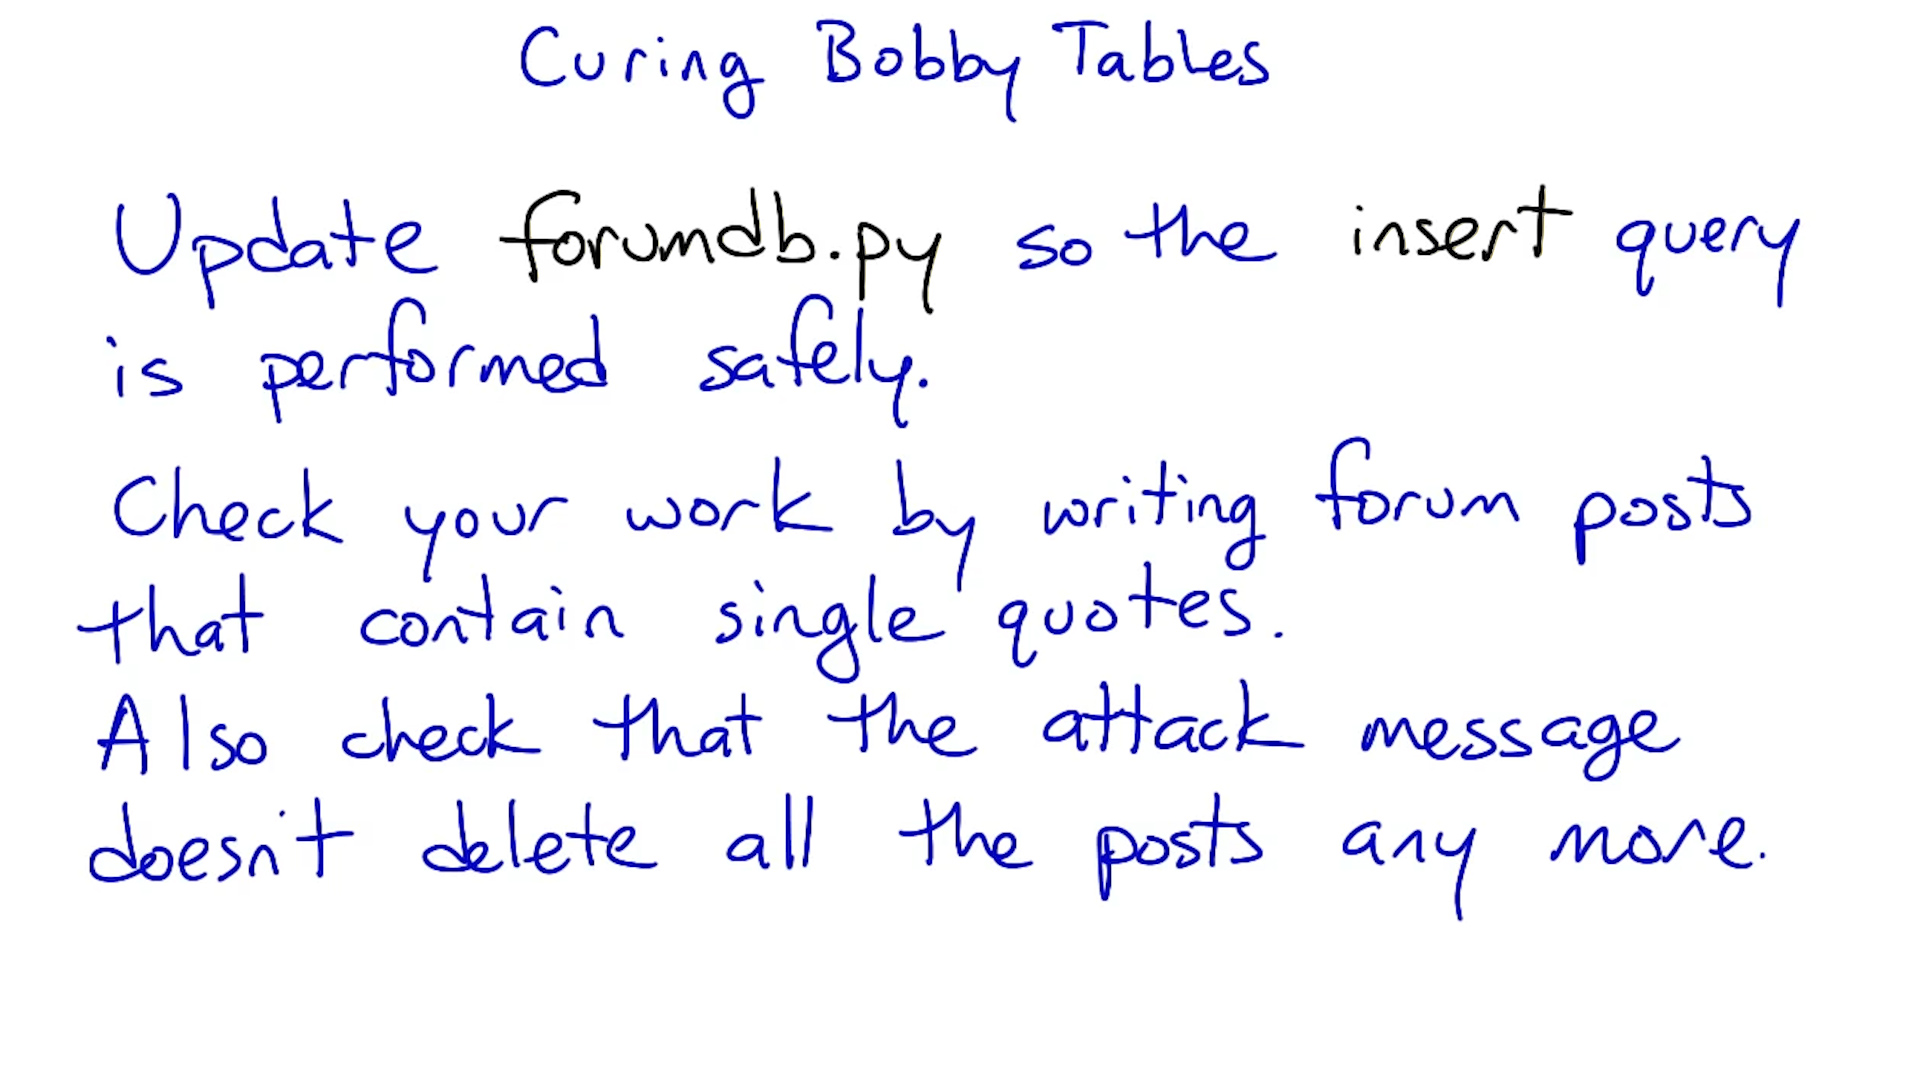 Curing Bobby Tables
Update forumdb.py so the insert query
is performed safely.
Check your work by writing forum posts
that contain single quotes.
Also check that the attack message
doesn't delete all the posts any more.